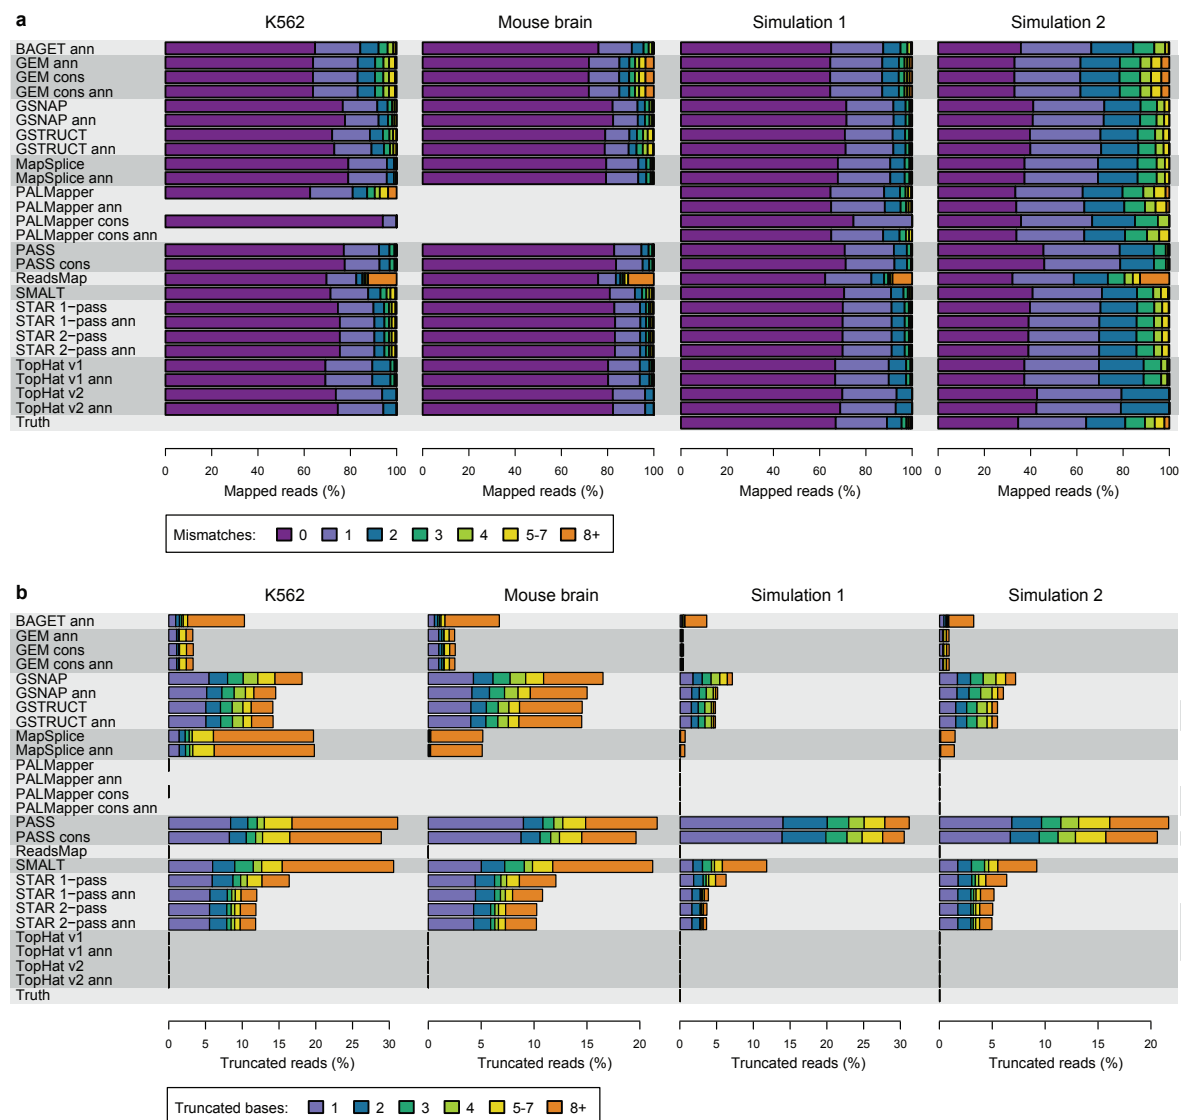 a
K562 Mouse brain Simulation 1 Simulation 2
BAGET ann
GEM ann
GEM cons
GEM cons ann
GSNAP
GSNAP ann
GSTRUCT
GSTRUCT ann
MapSplice
MapSplice ann
PALMapper
PALMapper ann
PALMapper cons
PALMapper cons ann
PASS
PASS cons
ReadsMap
SMALT
STAR 1−pass
STAR 1−pass ann
STAR 2−pass
STAR 2−pass ann
TopHat v1
TopHat v1 ann
TopHat v2
TopHat v2 ann
Truth
0 20 40 60 80 100 0 20 40 60 80 100 0 20 40 60 80 100 0 20 40 60 80 100
Mapped reads (%) Mapped reads (%) Mapped reads (%) Mapped reads (%)
Mismatches: 0 1 2 3 4 5-7 8+
b
K562 Mouse brain Simulation 1 Simulation 2
BAGET ann
GEM ann
GEM cons
GEM cons ann
GSNAP
GSNAP ann
GSTRUCT
GSTRUCT ann
MapSplice
MapSplice ann
PALMapper
PALMapper ann
PALMapper cons
PALMapper cons ann
PASS
PASS cons
ReadsMap
SMALT
STAR 1−pass
STAR 1−pass ann
STAR 2−pass
STAR 2−pass ann
TopHat v1
TopHat v1 ann
TopHat v2
TopHat v2 ann
Truth
0 5 10 15 20 25 30 0 5 10 15 20 0 5 10 15 20 25 30 0 5 10 15 20
Truncated reads (%) Truncated reads (%) Truncated reads (%) Truncated reads (%)
Truncated bases: 1 2 3 4 5-7 8+